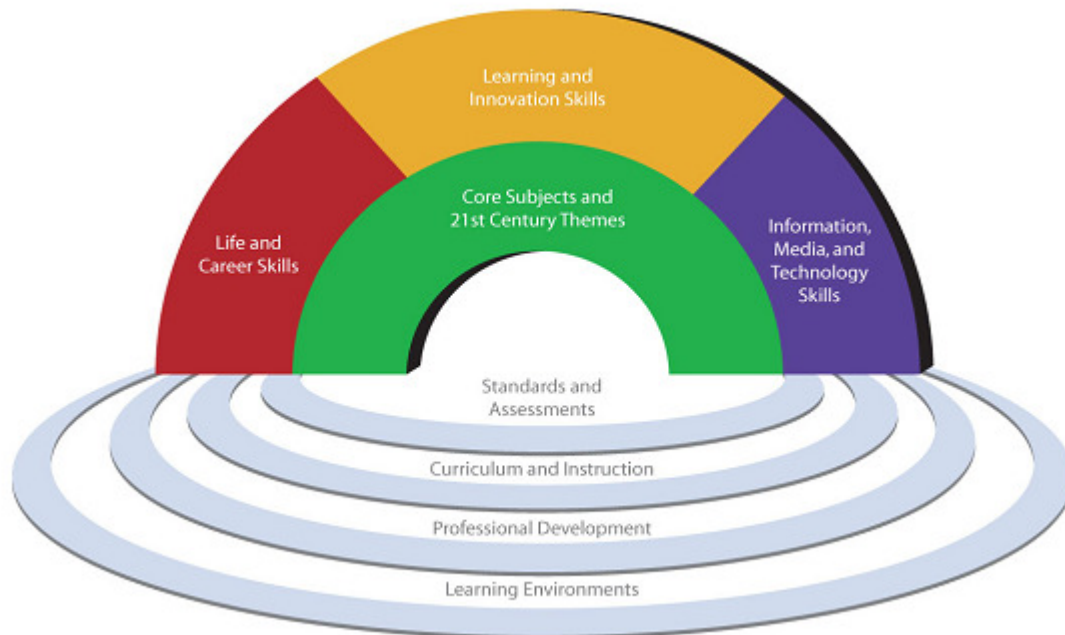 Learning and
Innovation Skills
Core Subjects and
21st Century Themes
Life and
Career Skills
Information,
Media, and
Technology
Skills
Standards and
Assessments
Curriculum and Instruction
Professional Development
Learning Environments